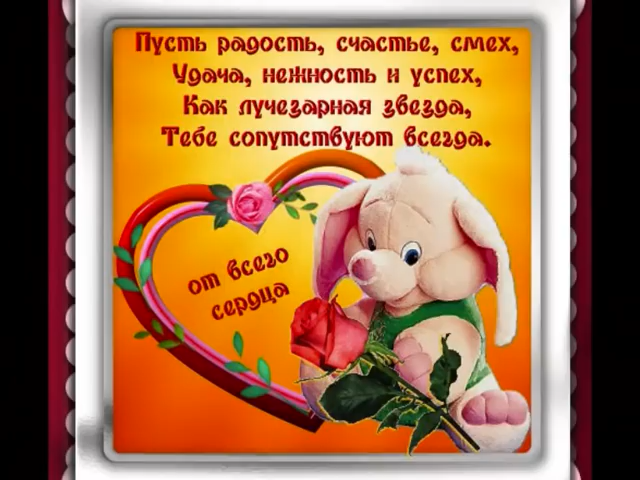 Пусть радость, счастье, смех,
Удача, нежность и успех,
Как лучезарная звезда,
Тебе сопутствуют всегда.
от всего
сердца